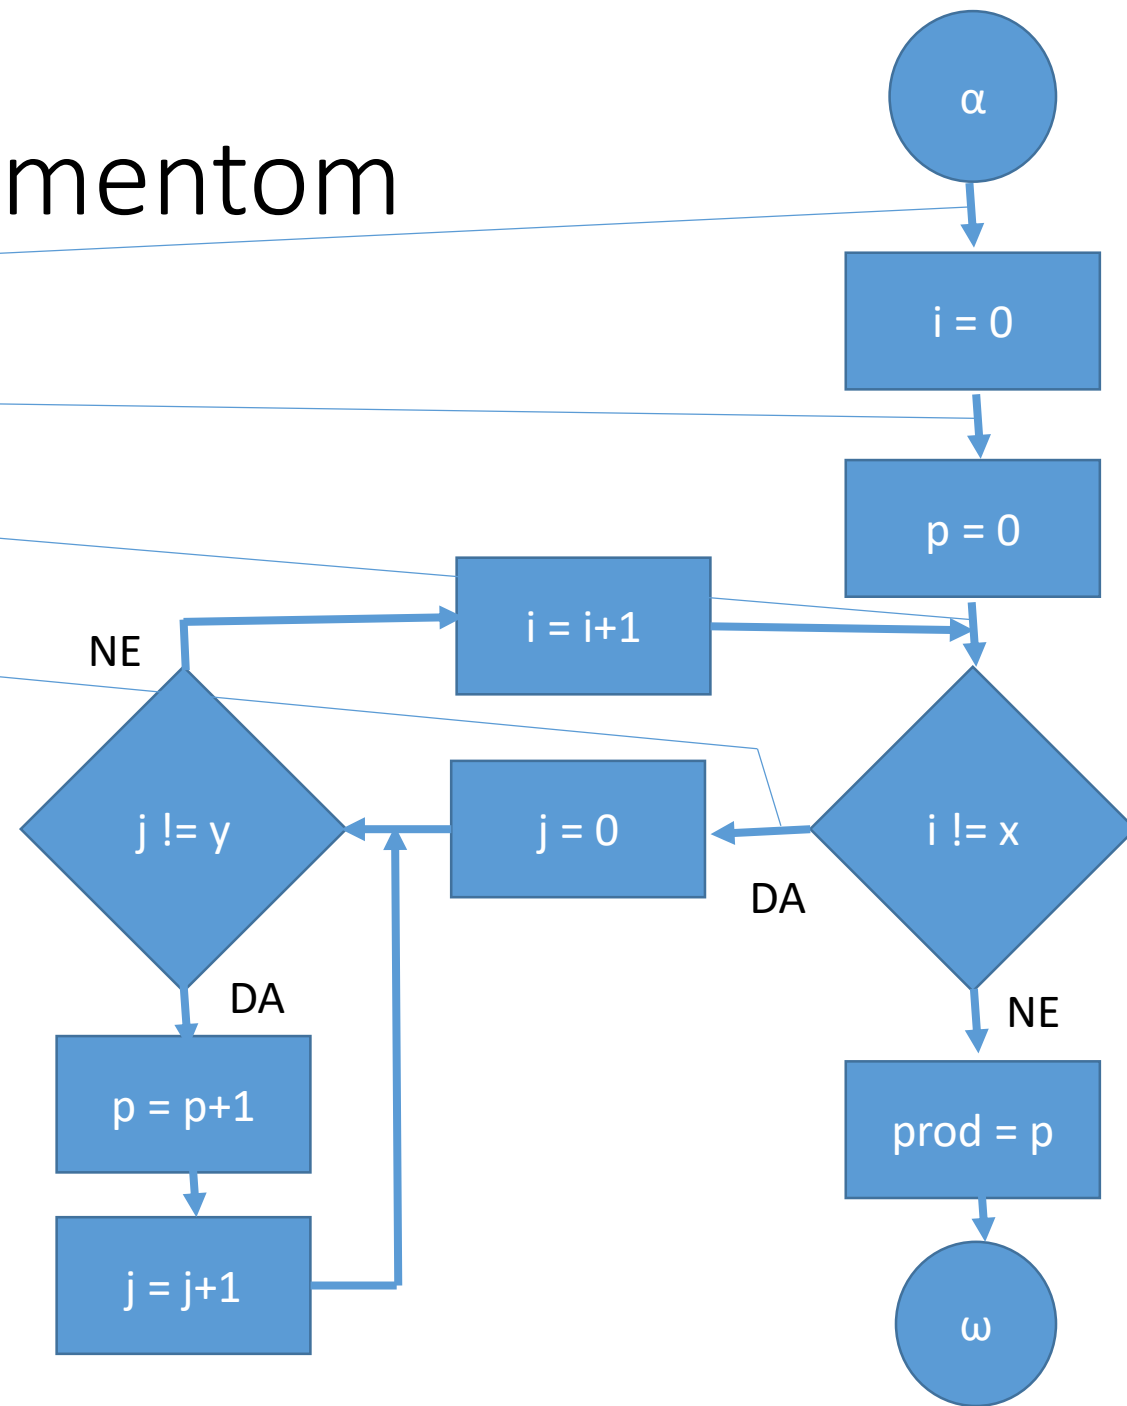 α
mentom
i = 0
p = 0
i = i+1
NE
j != y
j = 0
i != x
DA
DA
NE
p = p+1
prod = p
j = j+1
ω